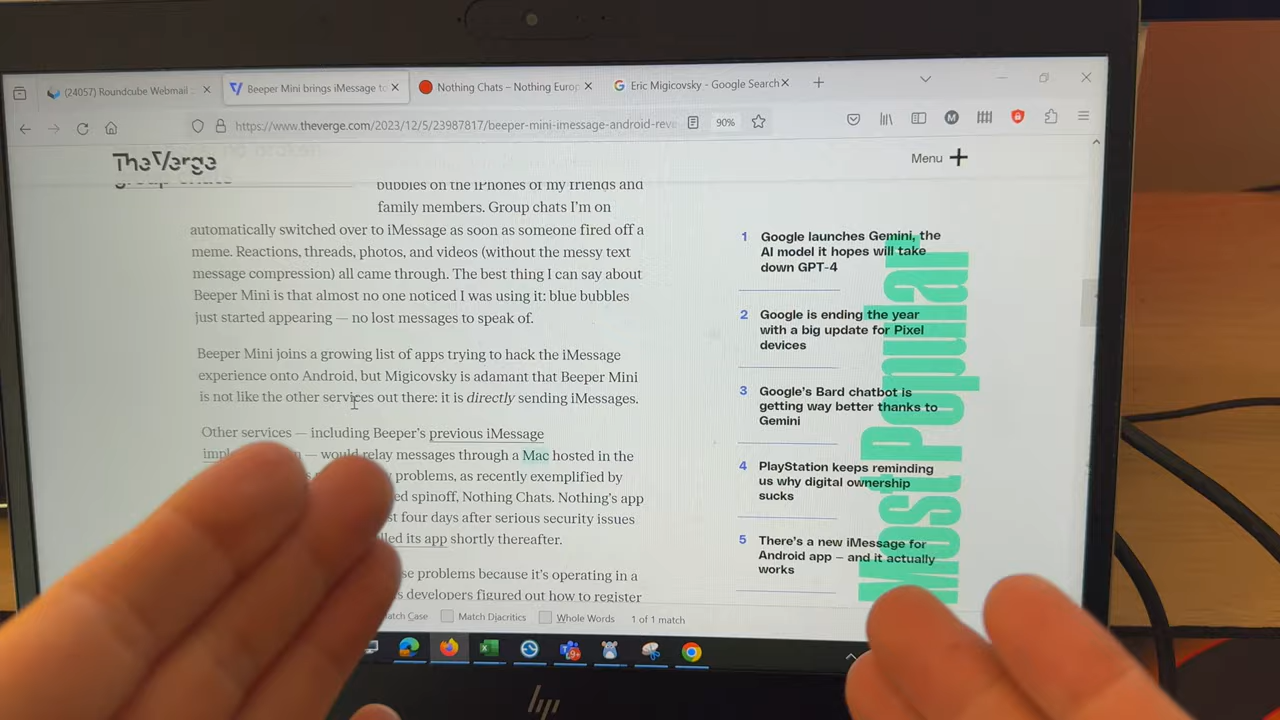 (24057) Roundcube Webmail ::
Beeper Mini brings iMessage to
Nothing Chats – Nothing Europ
Eric Migicovsky - Google Search
https://www.theverge.com/2023/12/5/23987817/beeper-mini-imessage-android-reve
90%
M
The Verge
Menu
group chats
bubbles on the iPhones of my friends and
family members. Group chats I'm on
automatically switched over to iMessage as soon as someone fired off a
meme. Reactions, threads, photos, and videos (without the messy text
message compression) all came through. The best thing I can say about
Beeper Mini is that almost no one noticed I was using it: blue bubbles
just started appearing — no lost messages to speak of.
Beeper Mini joins a growing list of apps trying to hack the iMessage
experience onto Android, but Migicovsky is adamant that Beeper Mini
is not like the other services out there: it is directly sending iMessages.
Other services — including Beeper's previous iMessage
— would relay messages through a Mac hosted in the
problems, as recently exemplified by
spinoff, Nothing Chats. Nothing's app
four days after serious security issues
its app shortly thereafter.
problems because it's operating in a
developers figured out how to register
Most Popular
1 Google launches Gemini, the
AI model it hopes will take
down GPT-4
2 Google is ending the year
with a big update for Pixel
devices
3 Google's Bard chatbot is
getting way better thanks to
Gemini
4 PlayStation keeps reminding
us why digital ownership
sucks
5 There's a new iMessage for
Android app – and it actually
works
Case
Match Diacritics
Whole Words
1 of 1 match
9+
hp